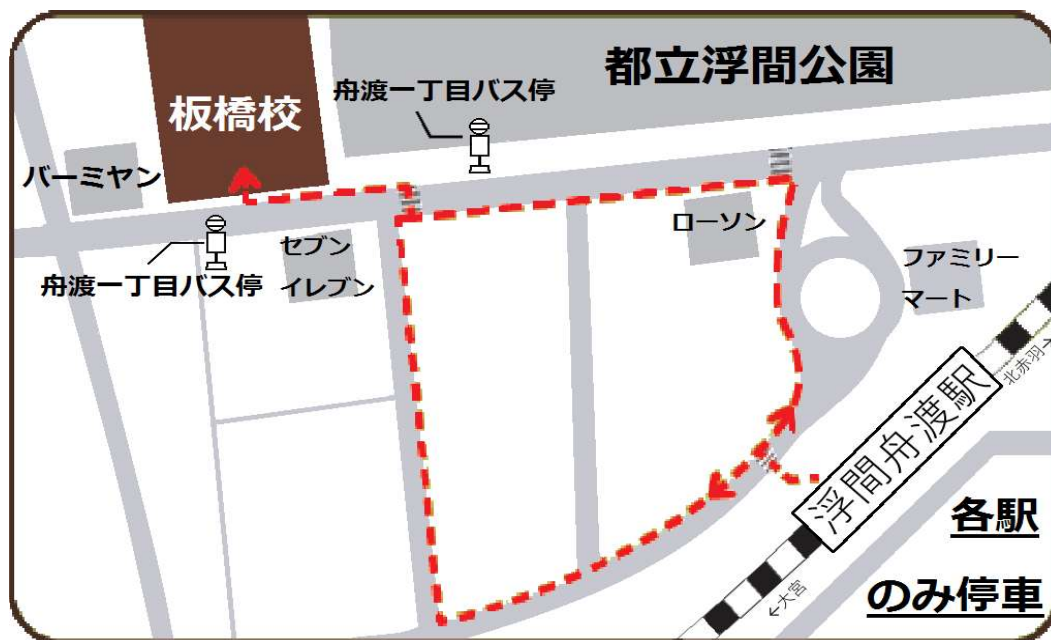 都立浮間公園
舟渡一丁目バス停
板橋校
バーミヤン
舟渡一丁目バス停
セブン
イレブン
ローソン
ファミリー
マート
北赤羽→
浮間舟渡駅
←大宮
各駅
のみ停車